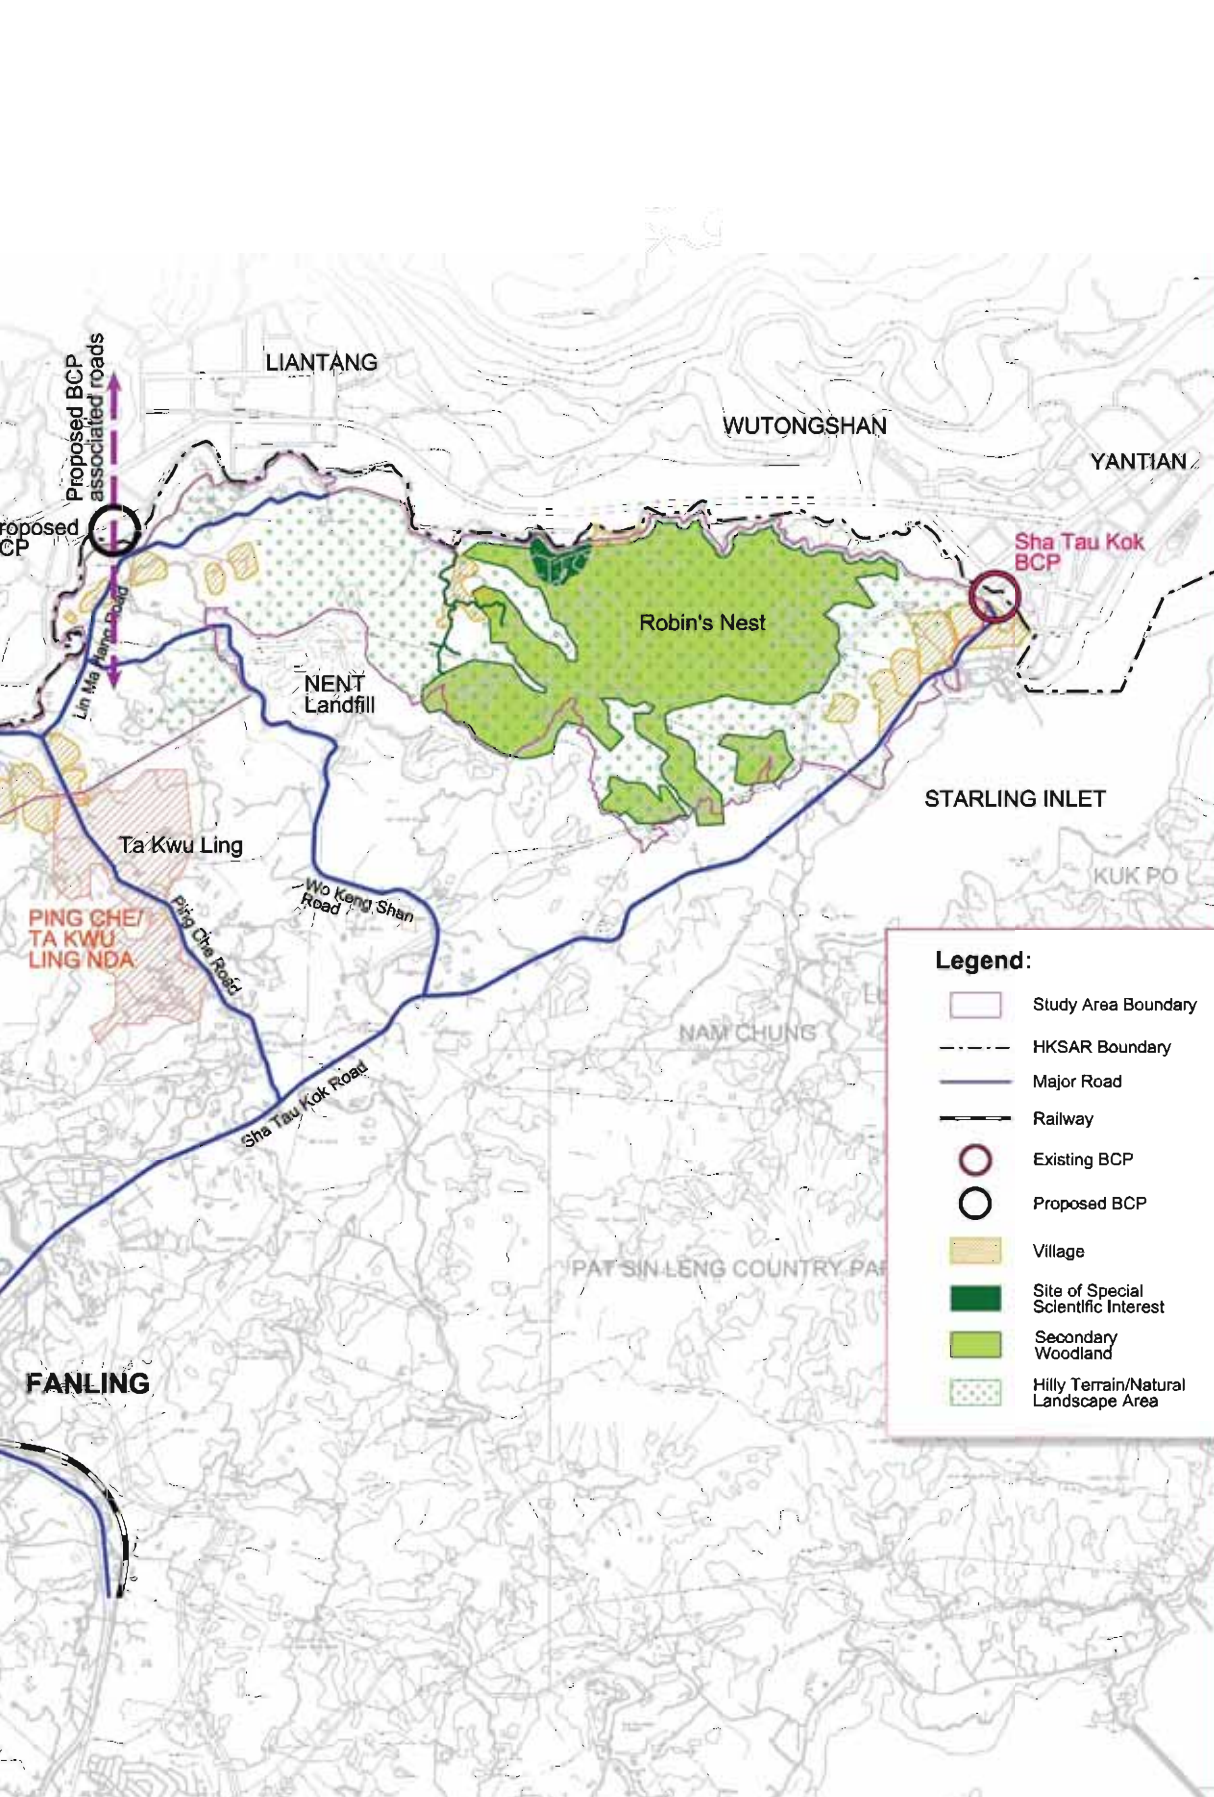 Proposed BCP
associated roads
LIANTANG
WUTONGSHAN
YANTIAN
roposed
CP
Sha Tau Kok
BCP
Robin's Nest
Lin Ma Hang Road
NENT
Landfill
STARLING INLET
Ta Kwu Ling
KUK PO
Wo Keng Shan
Road
PING CHE/
TA KWU
LING NDA
Ping Che Road
NAM CHUNG
Sha Tau Kok Road
PAT SIN LENG COUNTRY PA
FANLING
Legend:
Study Area Boundary
HKSAR Boundary
Major Road
Railway
Existing BCP
Proposed BCP
Village
Site of Special
Scientific Interest
Secondary
Woodland
Hilly Terrain/Natural
Landscape Area